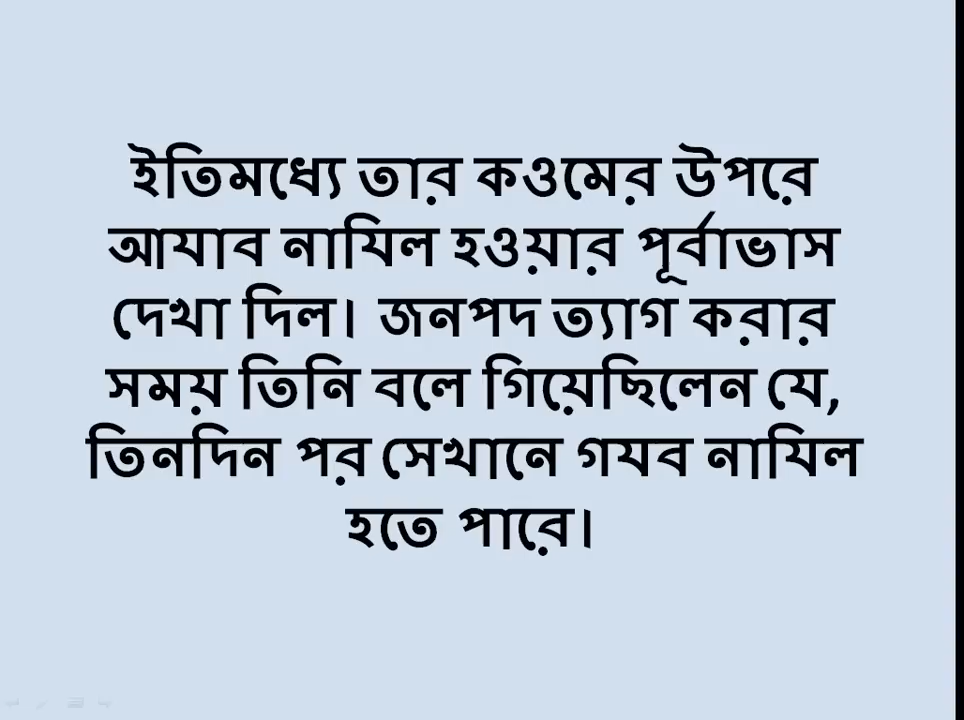 ইতিমধ্যে তার কওমের উপরে
আযাব নাযিল হওয়ার পূর্বাভাস
দেখা দিল। জনপদ ত্যাগ করার
সময় তিনি বলে গিয়েছিলেন যে,
তিনদিন পর সেখানে গযব নাযিল
হতে পারে।